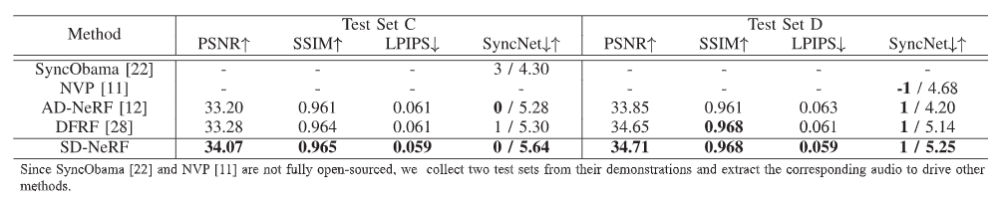 Method Test Set C Test Set D
PSNR↑ SSIM↑ LPIPS↓ SyncNet↓↑ PSNR↑ SSIM↑ LPIPS↓ SyncNet↓↑
SyncObama [22] - - - 3 / 4.30 - - - -
NVP [11] - - - - - - - -1 / 4.68
AD-NeRF [12] 33.20 0.961 0.061 0 / 5.28 33.85 0.961 0.063 1 / 4.20
DFRF [28] 33.28 0.964 0.061 1 / 5.30 34.65 0.968 0.061 1 / 5.14
SD-NeRF 34.07 0.965 0.059 0 / 5.64 34.71 0.968 0.059 1 / 5.25
Since SyncObama [22] and NVP [11] are not fully open-sourced, we collect two test sets from their demonstrations and extract the corresponding audio to drive other
methods.